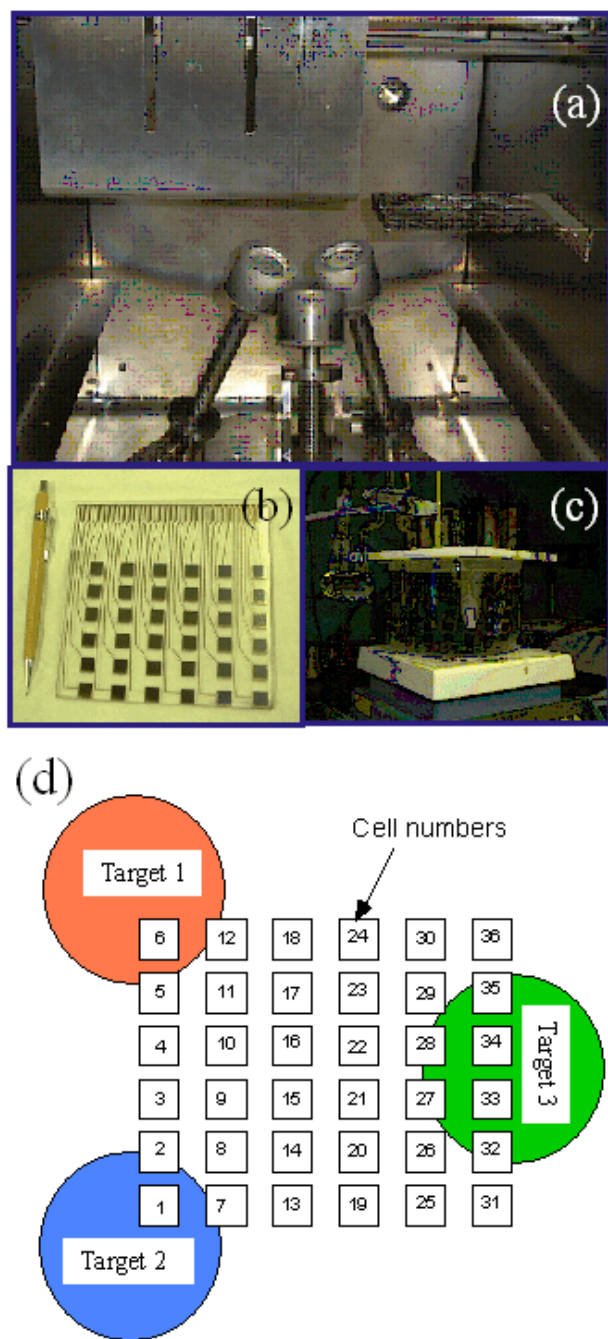 (a)
(b)
(c)
(d)
Cell numbers
Target 1
6 12 18 24 30 36
5 11 17 23 29 35
4 10 16 22 28 34
3 9 15 21 27 33
Target 3
2 8 14 20 26 32
1 7 13 19 25 31
Target 2